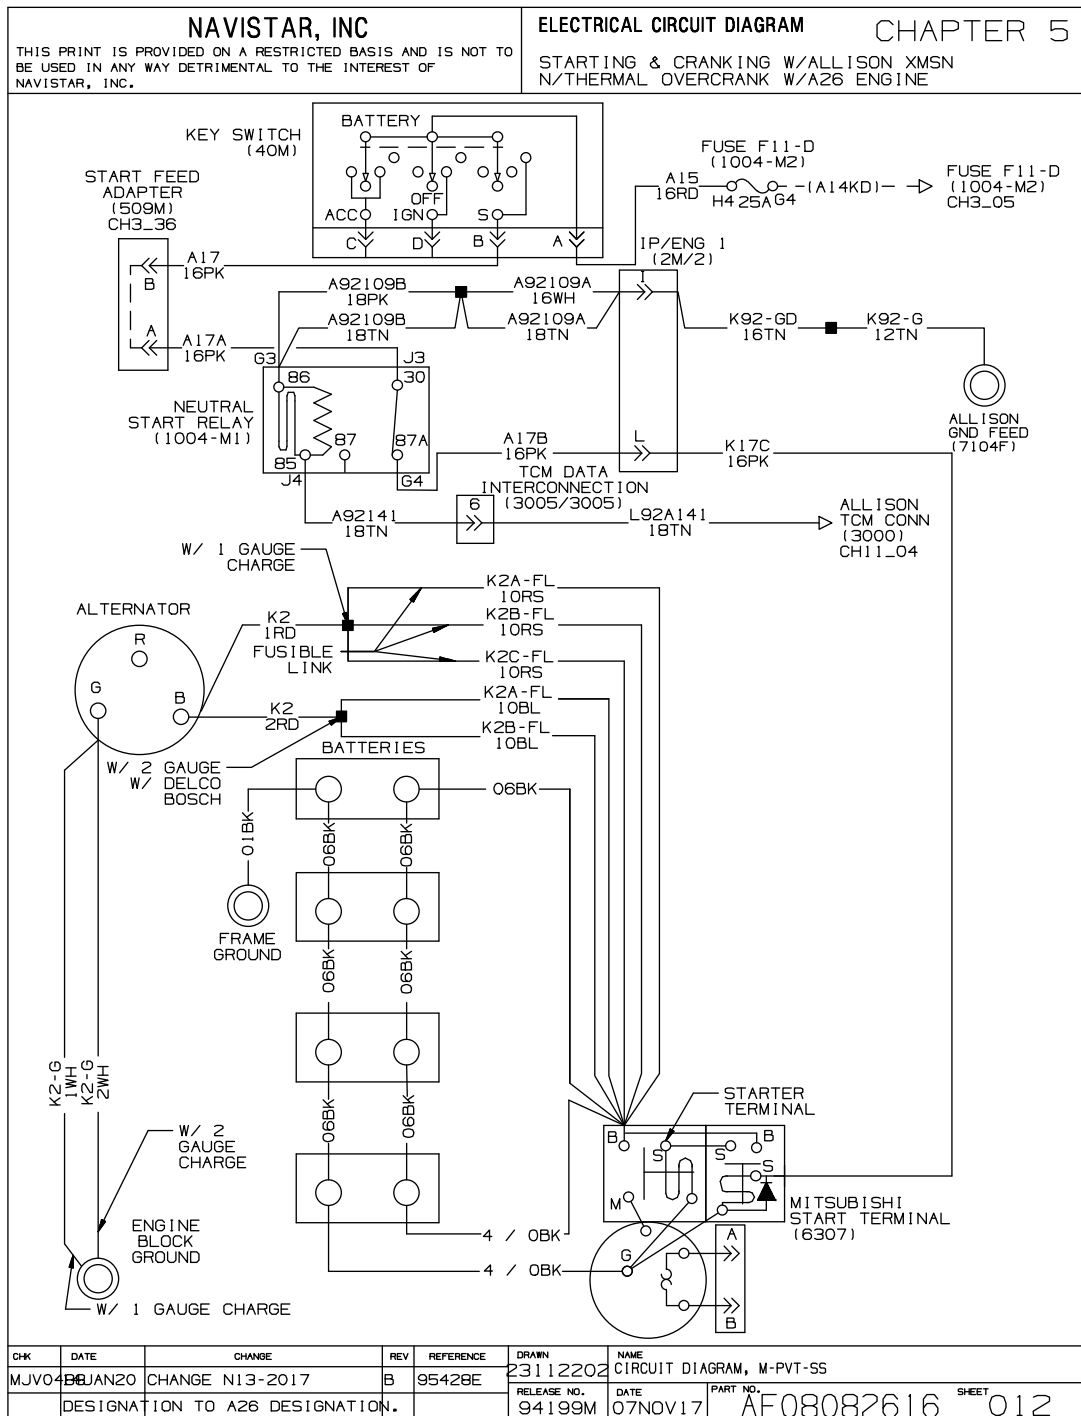 NAVISTAR, INC
THIS PRINT IS PROVIDED ON A RESTRICTED BASIS AND IS NOT TO
BE USED IN ANY WAY DETRIMENTAL TO THE INTEREST OF
NAVISTAR, INC.
ELECTRICAL CIRCUIT DIAGRAM
CHAPTER 5
STARTING & CRANKING W/ALLISON XMSN
N/THERMAL OVERCRANK W/A26 ENGINE
KEY SWITCH
(40M)
BATTERY
OFF
ACC
IGN
S
C
D
B
A
START FEED
ADAPTER
(509M)
CH3_36
B
A
A17
16PK
A17A
16PK
FUSE F11-D
(1004-M2)
A15
16RD
H4
25A
G4
(A14KD)
FUSE F11-D
(1004-M2)
CH3_05
IP/ENG 1
(2M/2)
I
L
A92109B
18PK
A92109A
16WH
A92109B
18TN
A92109A
18TN
K92-GD
16TN
K92-G
12TN
ALLISON
GND FEED
(7104F)
G3
J3
86
30
87
87A
85
J4
G4
NEUTRAL
START RELAY
(1004-M1)
A17B
16PK
K17C
16PK
TCM DATA
INTERCONNECTION
(3005/3005)
6
A92141
18TN
L92A141
18TN
ALLISON
TCM CONN
(3000)
CH11_04
W/ 1 GAUGE
CHARGE
ALTERNATOR
R
G
B
K2
1RD
FUSIBLE
LINK
K2A-FL
10RS
K2B-FL
10RS
K2C-FL
10RS
K2
2RD
K2A-FL
10BL
K2B-FL
10BL
W/ 2 GAUGE
W/ DELCO
BOSCH
BATTERIES
06BK
01BK
06BK
06BK
FRAME
GROUND
06BK
06BK
06BK
06BK
K2-G
1WH
K2-G
2WH
W/ 2
GAUGE
CHARGE
ENGINE
BLOCK
GROUND
W/ 1 GAUGE CHARGE
4 / 0BK
4 / 0BK
STARTER
TERMINAL
B
S
S
B
S
M
G
A
B
MITSUBISHI
START TERMINAL
(6307)
CHK
DATE
CHANGE
REV
REFERENCE
DRAWN
NAME
CHANGE N13-2017
B
95428E
23112202
CIRCUIT DIAGRAM, M-PVT-SS
DESIGNATION TO A26 DESIGNATION.
RELEASE NO.
94199M
DATE
07NOV17
PART NO.
AF08087616
SHEET
012